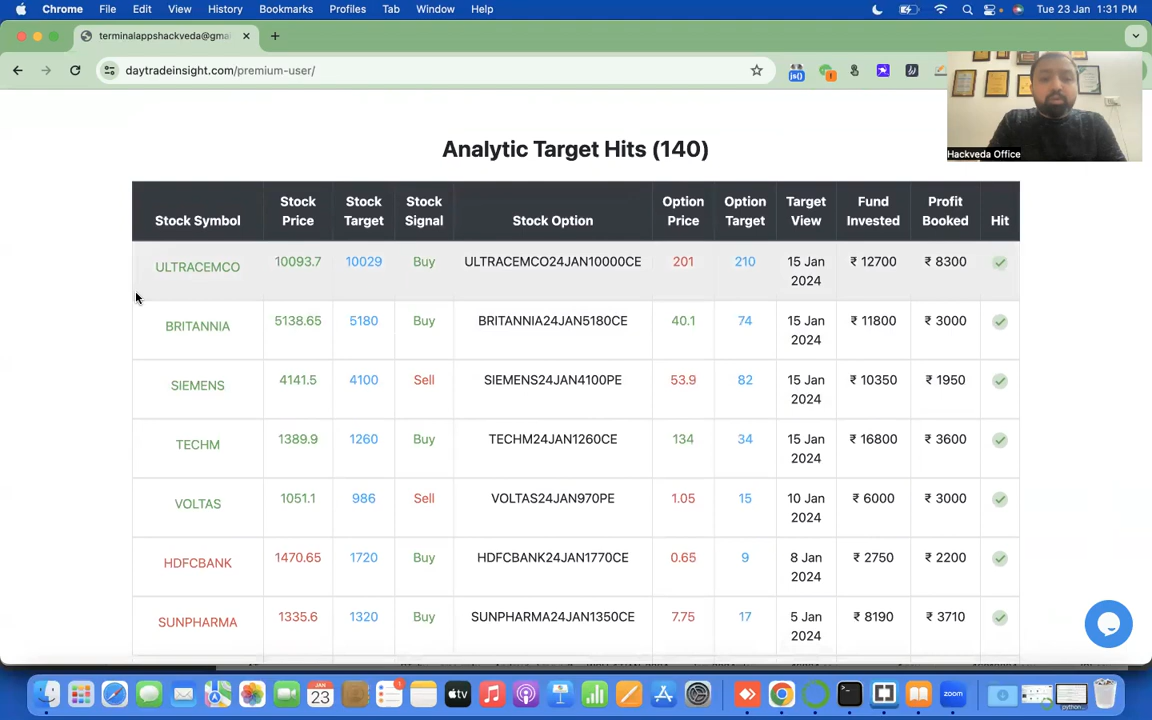 Chrome File Edit View History Bookmarks Profiles Tab Window Help Tue 23 Jan 1:31 PM
terminalappshackveda@gma
daytradeinsight.com/premium-user/
Hackveda Office
Analytic Target Hits (140)
Stock Symbol Stock Price Stock Target Stock Signal Stock Option Option Price Option Target Target View Fund Invested Profit Booked Hit
ULTRACEMCO 10093.7 10029 Buy ULTRACEMCO24JAN10000CE 201 210 15 Jan 2024 ₹ 12700 ₹ 8300
BRITANNIA 5138.65 5180 Buy BRITANNIA24JAN5180CE 40.1 74 15 Jan 2024 ₹ 11800 ₹ 3000
SIEMENS 4141.5 4100 Sell SIEMENS24JAN4100PE 53.9 82 15 Jan 2024 ₹ 10350 ₹ 1950
TECHM 1389.9 1260 Buy TECHM24JAN1260CE 134 34 15 Jan 2024 ₹ 16800 ₹ 3600
VOLTAS 1051.1 986 Sell VOLTAS24JAN970PE 1.05 15 10 Jan 2024 ₹ 6000 ₹ 3000
HDFCBANK 1470.65 1720 Buy HDFCBANK24JAN1770CE 0.65 9 8 Jan 2024 ₹ 2750 ₹ 2200
SUNPHARMA 1335.6 1320 Buy SUNPHARMA24JAN1350CE 7.75 17 5 Jan 2024 ₹ 8190 ₹ 3710
JAN 23 1 tv zoom python